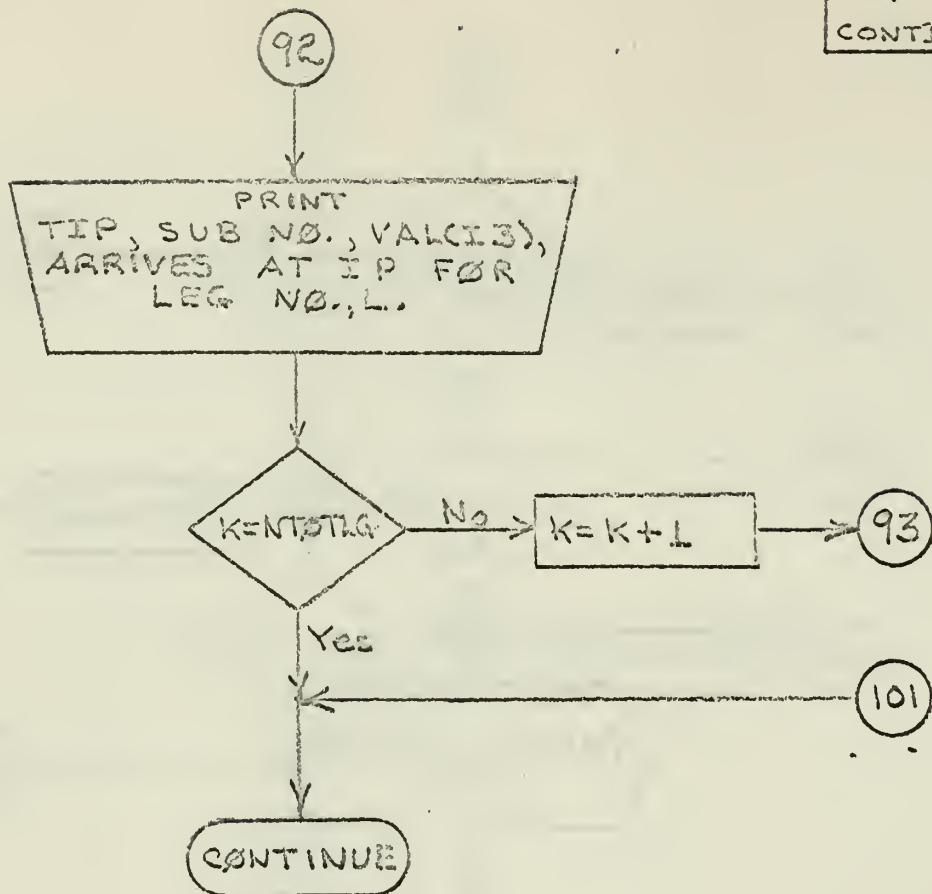 CONTI
92
PRINT
TIP, SUB NØ., VAL(I3),
ARRIVES AT IP FØR
LEG NØ., L.
K=NTØTLG
No
K=K+1
93
Yes
101
CØNTINUE